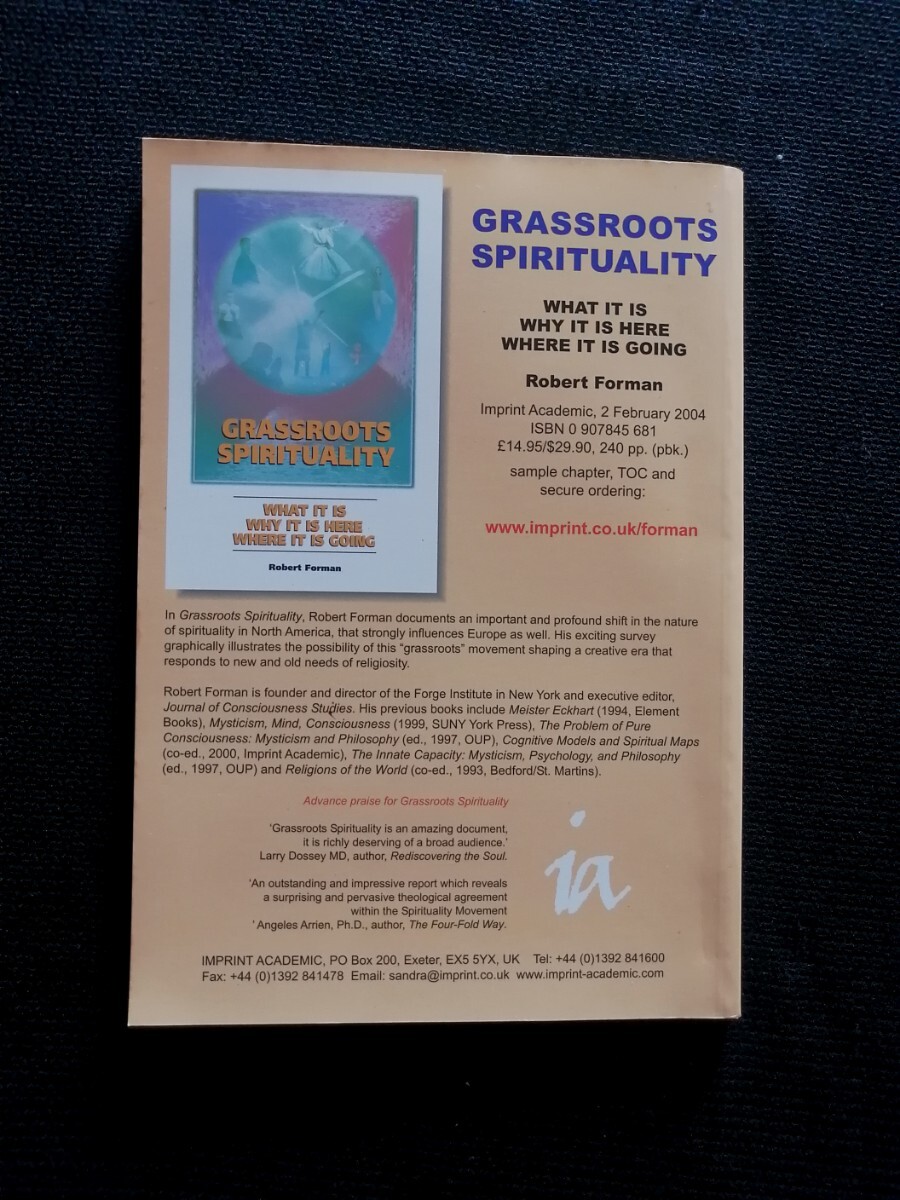 GRASSROOTS
SPIRITUALITY
WHAT IT IS
WHY IT IS HERE
WHERE IT IS GOING
Robert Forman
GRASSROOTS
SPIRITUALITY
WHAT IT IS
WHY IT IS HERE
WHERE IT IS GOING
Robert Forman
Imprint Academic, 2 February 2004
ISBN 0 907845 681
£14.95/$29.90, 240 pp. (pbk.)
sample chapter, TOC and
secure ordering:
www.imprint.co.uk/forman
In Grassroots Spirituality, Robert Forman documents an important and profound shift in the nature
of spirituality in North America, that strongly influences Europe as well. His exciting survey
graphically illustrates the possibility of this “grassroots” movement shaping a creative era that
responds to new and old needs of religiosity.
Robert Forman is founder and director of the Forge Institute in New York and executive editor,
Journal of Consciousness Studies. His previous books include Meister Eckhart (1994, Element
Books), Mysticism, Mind, Consciousness (1999, SUNY York Press), The Problem of Pure
Consciousness: Mysticism and Philosophy (ed., 1997, OUP), Cognitive Models and Spiritual Maps
(co-ed., 2000, Imprint Academic), The Innate Capacity: Mysticism, Psychology, and Philosophy
(ed., 1997, OUP) and Religions of the World (co-ed., 1993, Bedford/St. Martins).
Advance praise for Grassroots Spirituality
‘Grassroots Spirituality is an amazing document,
it is richly deserving of a broad audience.’
Larry Dossey MD, author, Rediscovering the Soul.
‘An outstanding and impressive report which reveals
a surprising and pervasive theological agreement
within the Spirituality Movement
’ Angeles Arrien, Ph.D., author, The Four-Fold Way.
ia
IMPRINT ACADEMIC, PO Box 200, Exeter, EX5 5YX, UK Tel: +44 (0)1392 841600
Fax: +44 (0)1392 841478 Email: sandra@imprint.co.uk www.imprint-academic.com